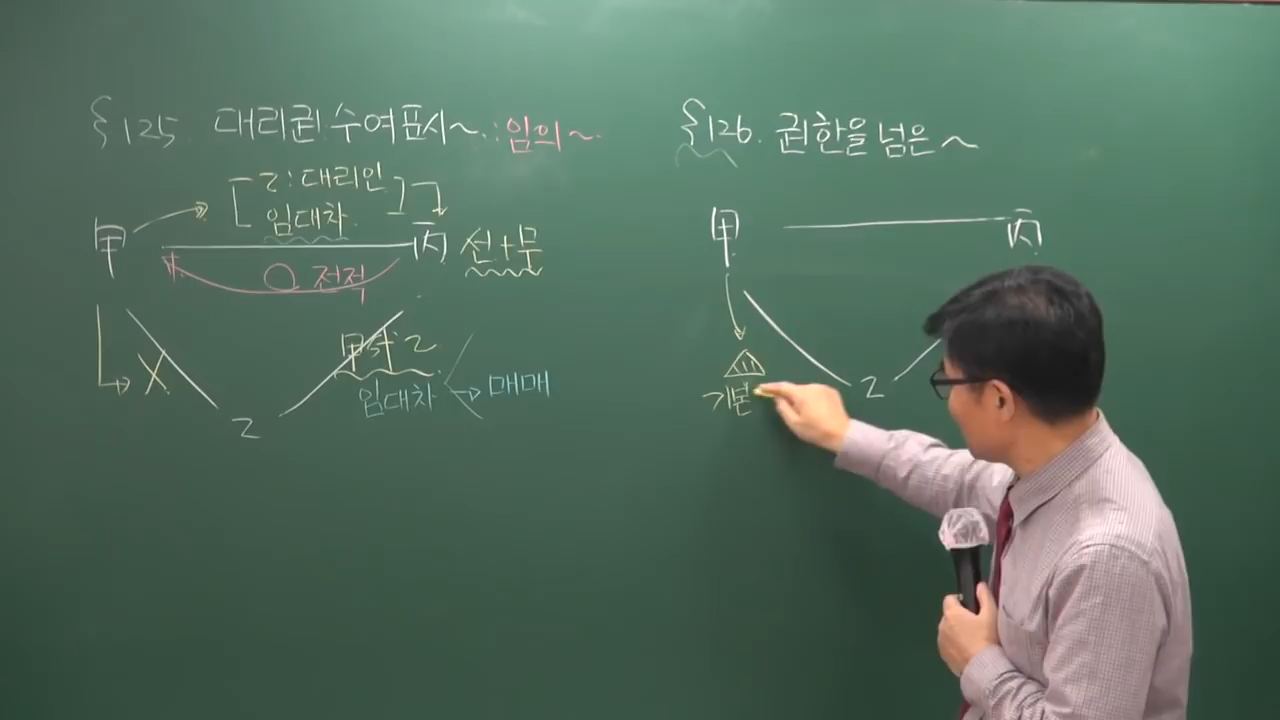 §125. 대리권 수여표시~ : 임의~
乙 : 대리인
임대차
甲
丙 선+무
O 적격
X
甲한 乙
임대차 → 매매
乙
§126. 권한을 넘은~
甲
丙
기본
乙